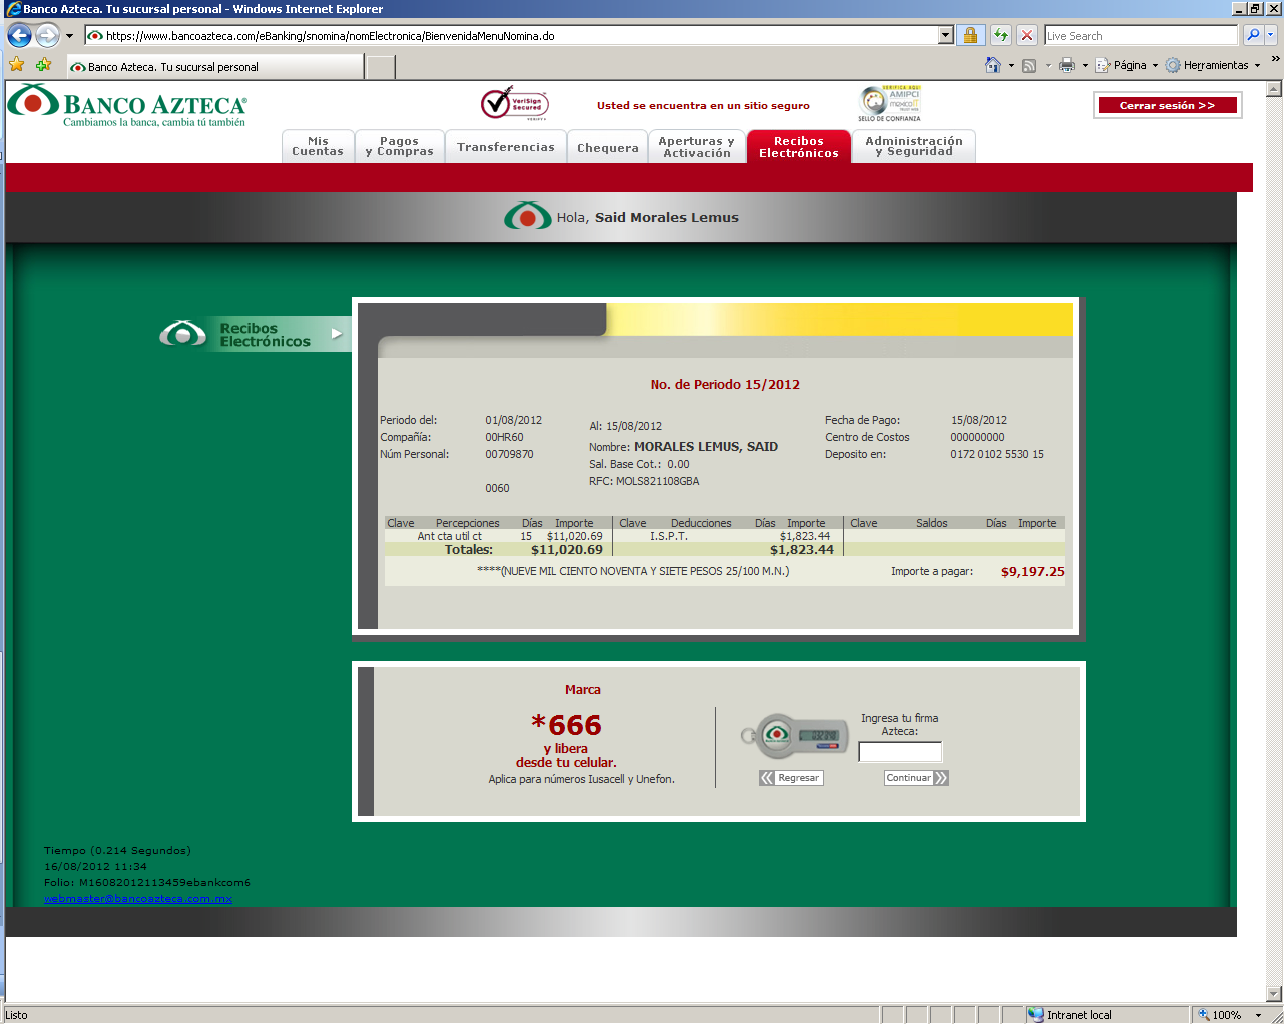 Banco Azteca. Tu sucursal personal - Windows Internet Explorer
https://www.bancoazteca.com/eBanking/snomina/nomElectronica/BienvenidaMenuNomina.do
Live Search
Banco Azteca. Tu sucursal personal
Página
Herramientas
BANCO AZTECA
Cambiamos la banca, cambia tú también
VeriSign Secured
VERIFY
Usted se encuentra en un sitio seguro
VERIFICA AQUI
AMIPCI
SELLO DE CONFIANZA
Cerrar sesión >>
Mis Cuentas
Pagos y Compras
Transferencias
Chequera
Aperturas y Activación
Recibos Electrónicos
Administración y Seguridad
Hola, Said Morales Lemus
Recibos Electrónicos
No. de Periodo 15/2012
Periodo del: 01/08/2012 Al: 15/08/2012 Fecha de Pago: 15/08/2012
Compañía: 00HR60 Nombre: MORALES LEMUS, SAID Centro de Costos 000000000
Núm Personal: 00709870 Sal. Base Cot.: 0.00 Deposito en: 0172 0102 5530 15
0060 RFC: MOLS821108GBA
Clave Percepciones Días Importe Clave Deducciones Días Importe Clave Saldos Días Importe
Ant cta util ct 15 $11,020.69 I.S.P.T. $1,823.44
Totales: $11,020.69 $1,823.44
****(NUEVE MIL CIENTO NOVENTA Y SIETE PESOS 25/100 M.N.) Importe a pagar: $9,197.25
Marca
*666
y libera
desde tu celular.
Aplica para números Iusacell y Unefon.
Ingresa tu firma
Azteca:
Regresar
Continuar
Tiempo (0.214 Segundos)
16/08/2012 11:34
Folio: M16082012113459ebankcom6
webmaster@bancoazteca.com.mx
Listo
Intranet local
100%